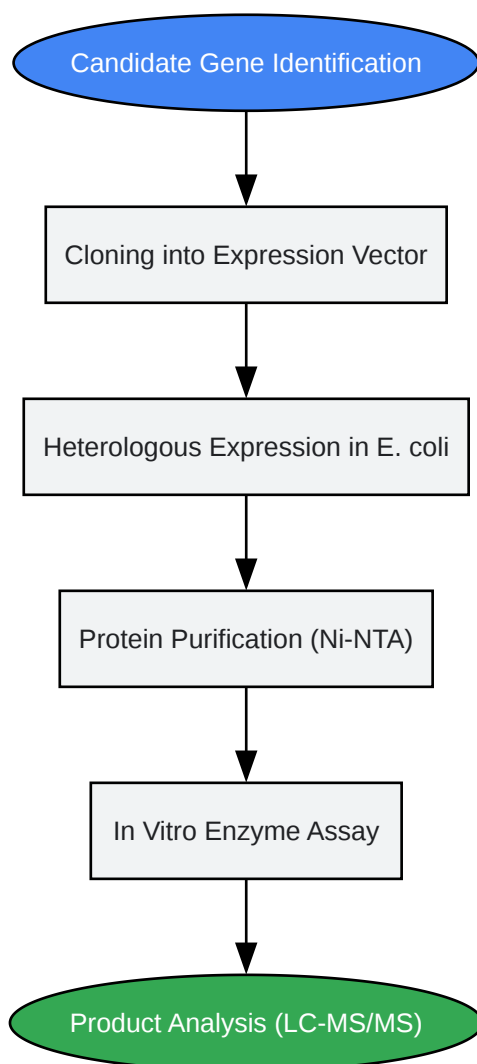 Candidate Gene Identification
Cloning into Expression Vector
Heterologous Expression in E. coli
Protein Purification (Ni-NTA)
In Vitro Enzyme Assay
Product Analysis (LC-MS/MS)